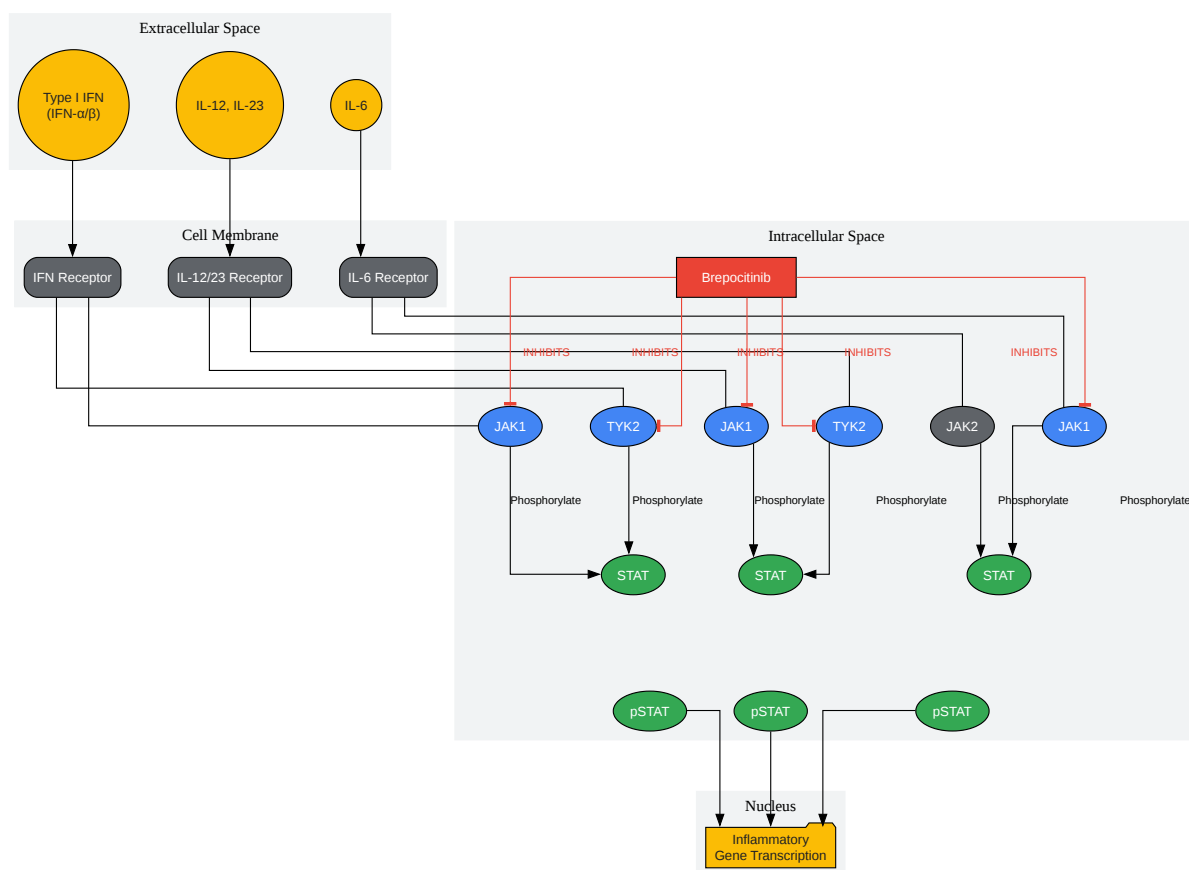 Extracellular Space
Type I IFN
(IFN-α/β)
IL-12, IL-23
IL-6
Cell Membrane
IFN Receptor
IL-12/23 Receptor
IL-6 Receptor
Intracellular Space
Brepocitinib
INHIBITS
INHIBITS
INHIBITS
INHIBITS
INHIBITS
JAK1
TYK2
JAK1
TYK2
JAK2
JAK1
Phosphorylate
Phosphorylate
Phosphorylate
Phosphorylate
Phosphorylate
Phosphorylate
STAT
STAT
STAT
pSTAT
pSTAT
pSTAT
Nucleus
Inflammatory
Gene Transcription